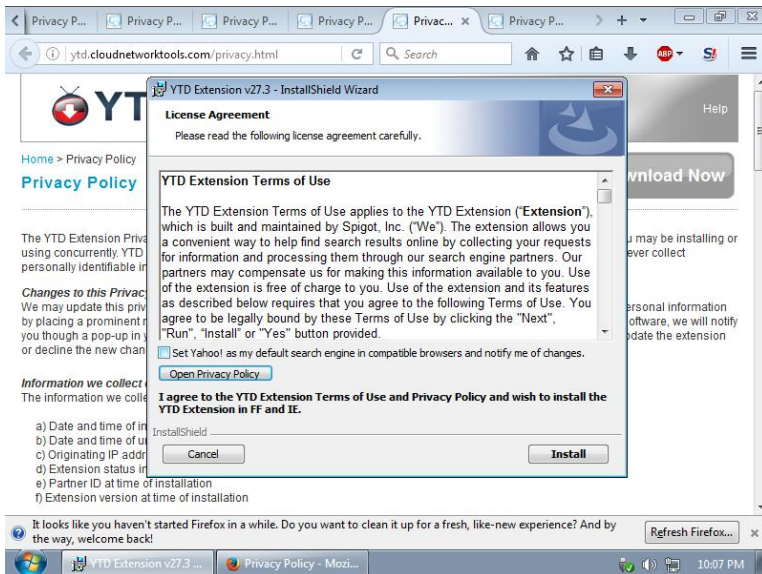 Privacy P...
Privacy P...
Privacy P...
Privacy P...
Privac...
Privacy P...
ytd.cloudnetworktools.com/privacy.html
Search
ABP
S!
YT
Help
Home > Privacy Policy
Privacy Policy
wnload Now
The YTD Extension Priva
u may be installing or
using concurrently. YTD
ever collect
personally identifiable in
Changes to this Privac
We may update this priv
ersonal information
by placing a prominent n
oftware, we will notify
you though a pop-up in y
pdate the extension
or decline the new chan
Information we collect
The information we colle
a) Date and time of in
b) Date and time of u
c) Originating IP addr
d) Extension status in
e) Partner ID at time of installation
f) Extension version at time of installation
YTD Extension v27.3 - InstallShield Wizard
License Agreement
Please read the following license agreement carefully.
YTD Extension Terms of Use
The YTD Extension Terms of Use applies to the YTD Extension (“Extension”),
which is built and maintained by Spigot, Inc. (“We”). The extension allows you
a convenient way to help find search results online by collecting your requests
for information and processing them through our search engine partners. Our
partners may compensate us for making this information available to you. Use
of the extension is free of charge to you. Use of the extension and its features
as described below requires that you agree to the following Terms of Use. You
agree to be legally bound by these Terms of Use by clicking the "Next",
"Run", “Install” or "Yes" button provided.
Set Yahoo! as my default search engine in compatible browsers and notify me of changes.
Open Privacy Policy
I agree to the YTD Extension Terms of Use and Privacy Policy and wish to install the
YTD Extension in FF and IE.
InstallShield
Cancel
Install
It looks like you haven't started Firefox in a while. Do you want to clean it up for a fresh, like-new experience? And by
the way, welcome back!
Refresh Firefox...
YTD Extension v27.3 ...
Privacy Policy - Mozi...
10:07 PM